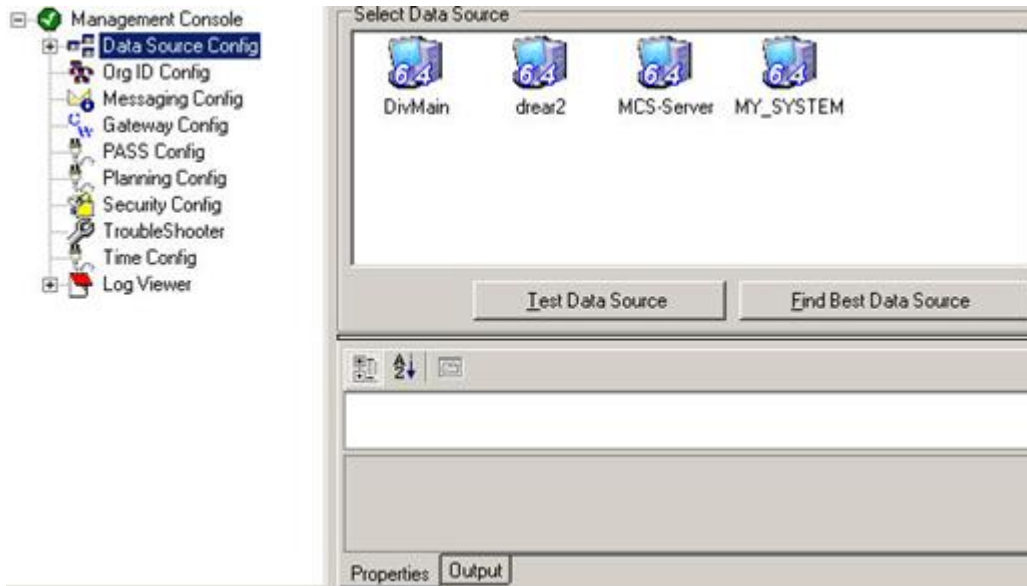 Management Console
Data Source Config
Org ID Config
Messaging Config
Gateway Config
PASS Config
Planning Config
Security Config
TroubleShooter
Time Config
Log Viewer
Select Data Source
6.4 6.4 6.4 6.4
DivMain drear2 MCS-Server MY_SYSTEM
Test Data Source Find Best Data Source
A Z
Properties Output